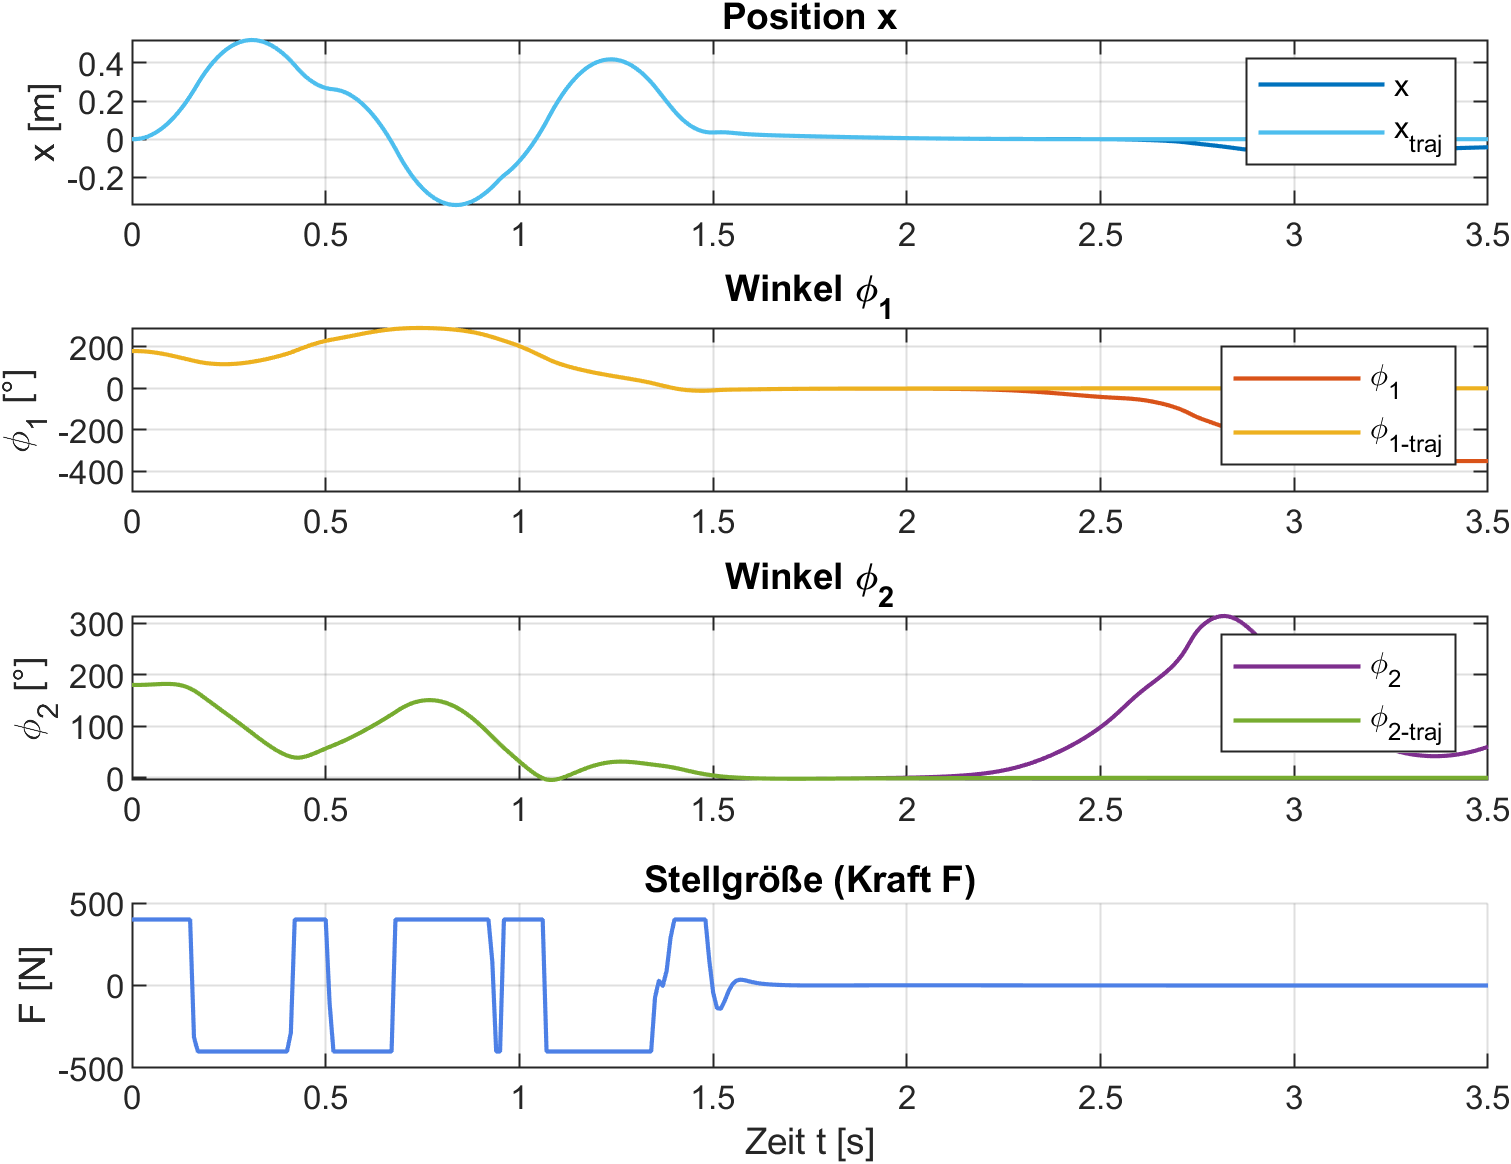 Position x
x [m]
0.4
0.2
0
-0.2
x
x_traj
0 0.5 1 1.5 2 2.5 3 3.5
Winkel ϕ_1
ϕ_1 [°]
200
0
-200
-400
ϕ_1
ϕ_1-traj
0 0.5 1 1.5 2 2.5 3 3.5
Winkel ϕ_2
ϕ_2 [°]
300
200
100
0
ϕ_2
ϕ_2-traj
0 0.5 1 1.5 2 2.5 3 3.5
Stellgröße (Kraft F)
F [N]
500
0
-500
0 0.5 1 1.5 2 2.5 3 3.5
Zeit t [s]